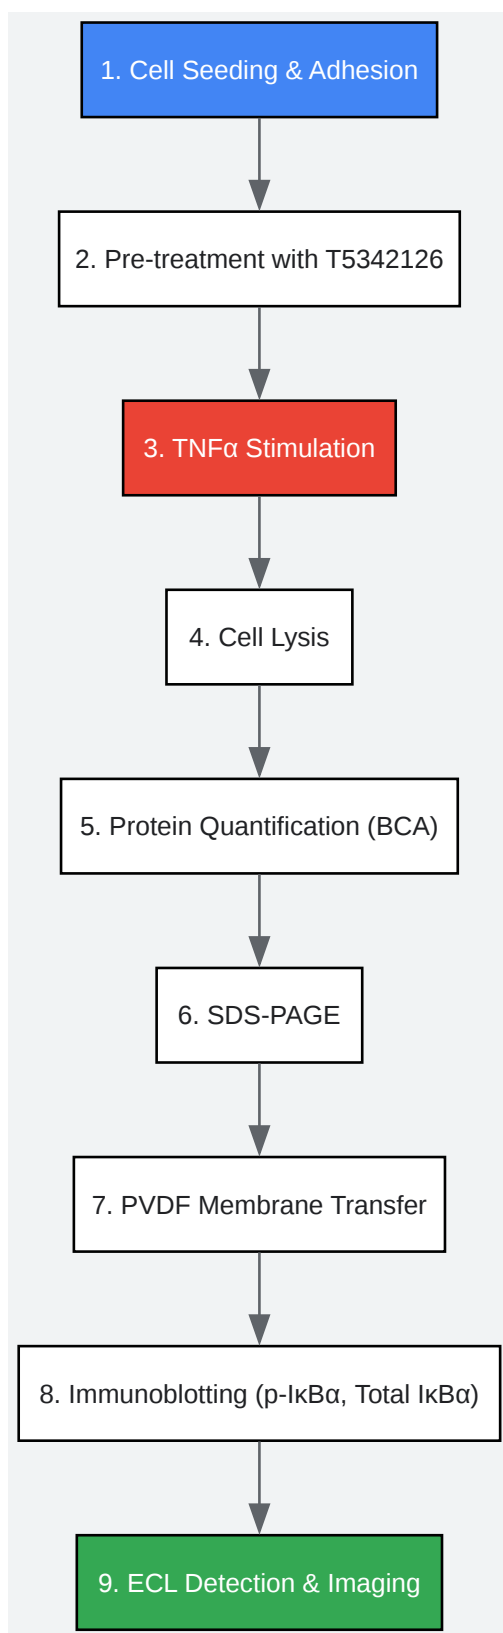 1. Cell Seeding & Adhesion
2. Pre-treatment with T5342126
3. TNFα Stimulation
4. Cell Lysis
5. Protein Quantification (BCA)
6. SDS-PAGE
7. PVDF Membrane Transfer
8. Immunoblotting (p-IκBα, Total IκBα)
9. ECL Detection & Imaging